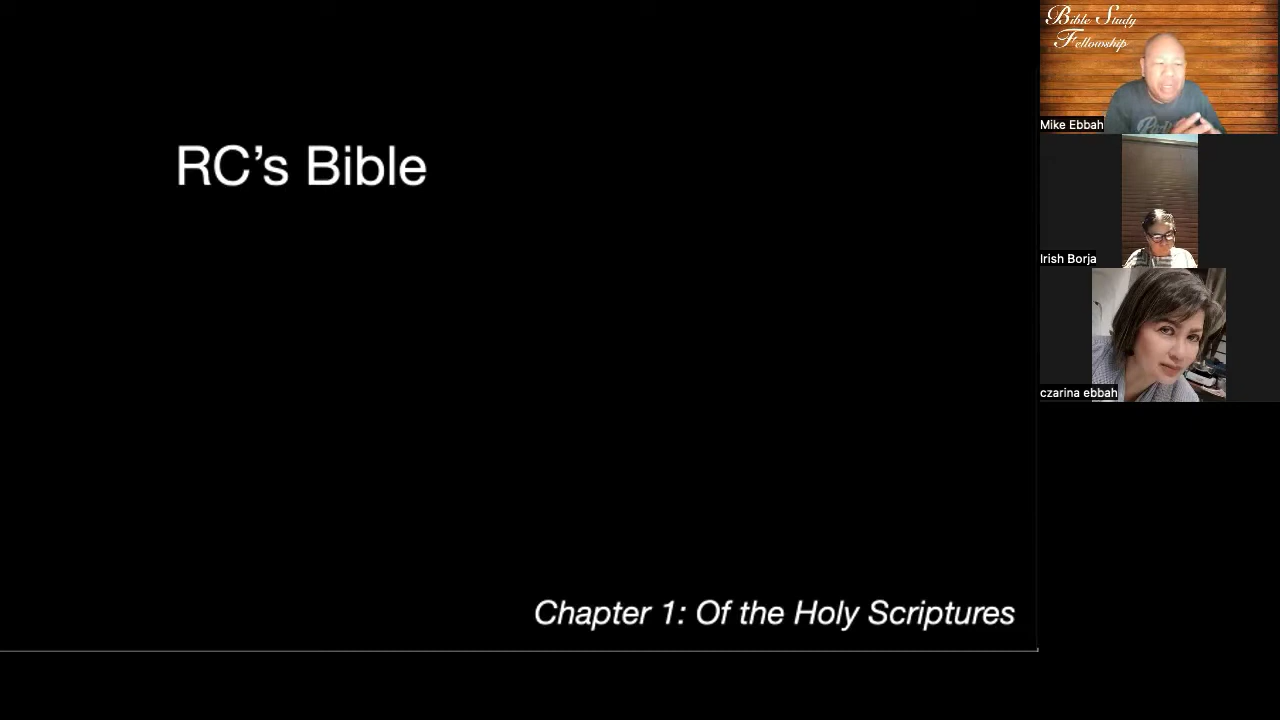 RC’s Bible
Chapter 1: Of the Holy Scriptures
Bible Study
Fellowship
Mike Ebbah
Irish Borja
czarina ebbah